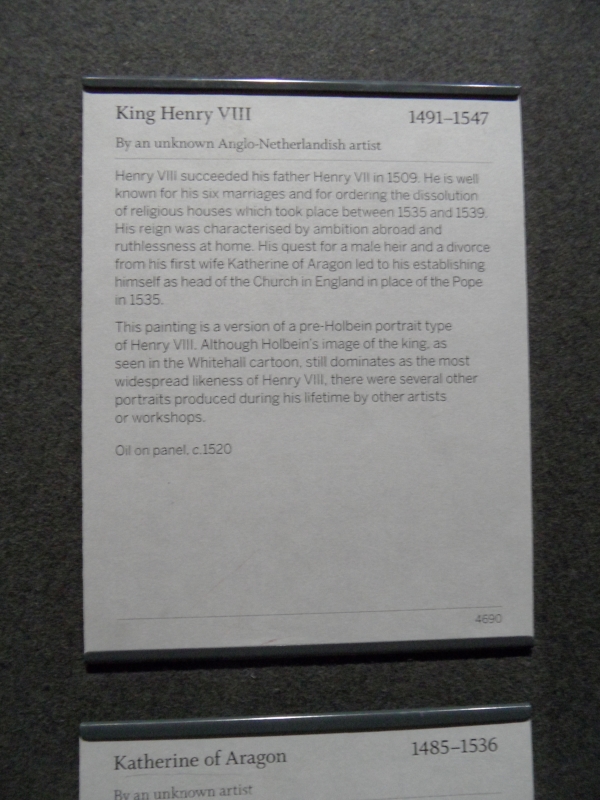 King Henry VIII 1491–1547
By an unknown Anglo-Netherlandish artist
Henry VIII succeeded his father Henry VII in 1509. He is well
known for his six marriages and for ordering the dissolution
of religious houses which took place between 1535 and 1539.
His reign was characterised by ambition abroad and
ruthlessness at home. His quest for a male heir and a divorce
from his first wife Katherine of Aragon led to his establishing
himself as head of the Church in England in place of the Pope
in 1535.
This painting is a version of a pre-Holbein portrait type
of Henry VIII. Although Holbein's image of the king, as
seen in the Whitehall cartoon, still dominates as the most
widespread likeness of Henry VIII, there were several other
portraits produced during his lifetime by other artists
or workshops.
Oil on panel, c.1520
4690
Katherine of Aragon 1485–1536
By an unknown artist